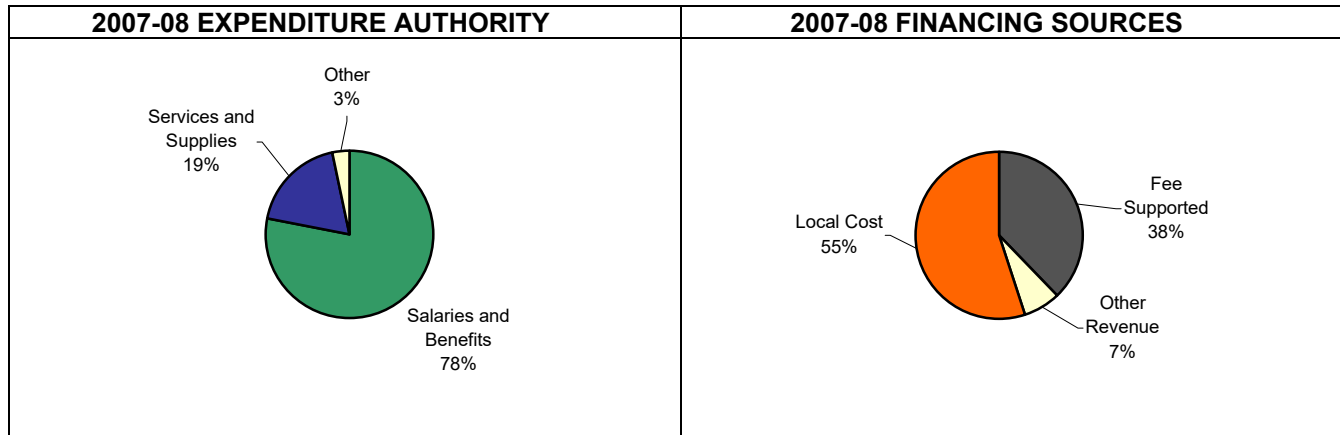 2007-08 EXPENDITURE AUTHORITY
Other
3%
Services and
Supplies
19%
Salaries and
Benefits
78%
2007-08 FINANCING SOURCES
Fee
Supported
38%
Local Cost
55%
Other
Revenue
7%